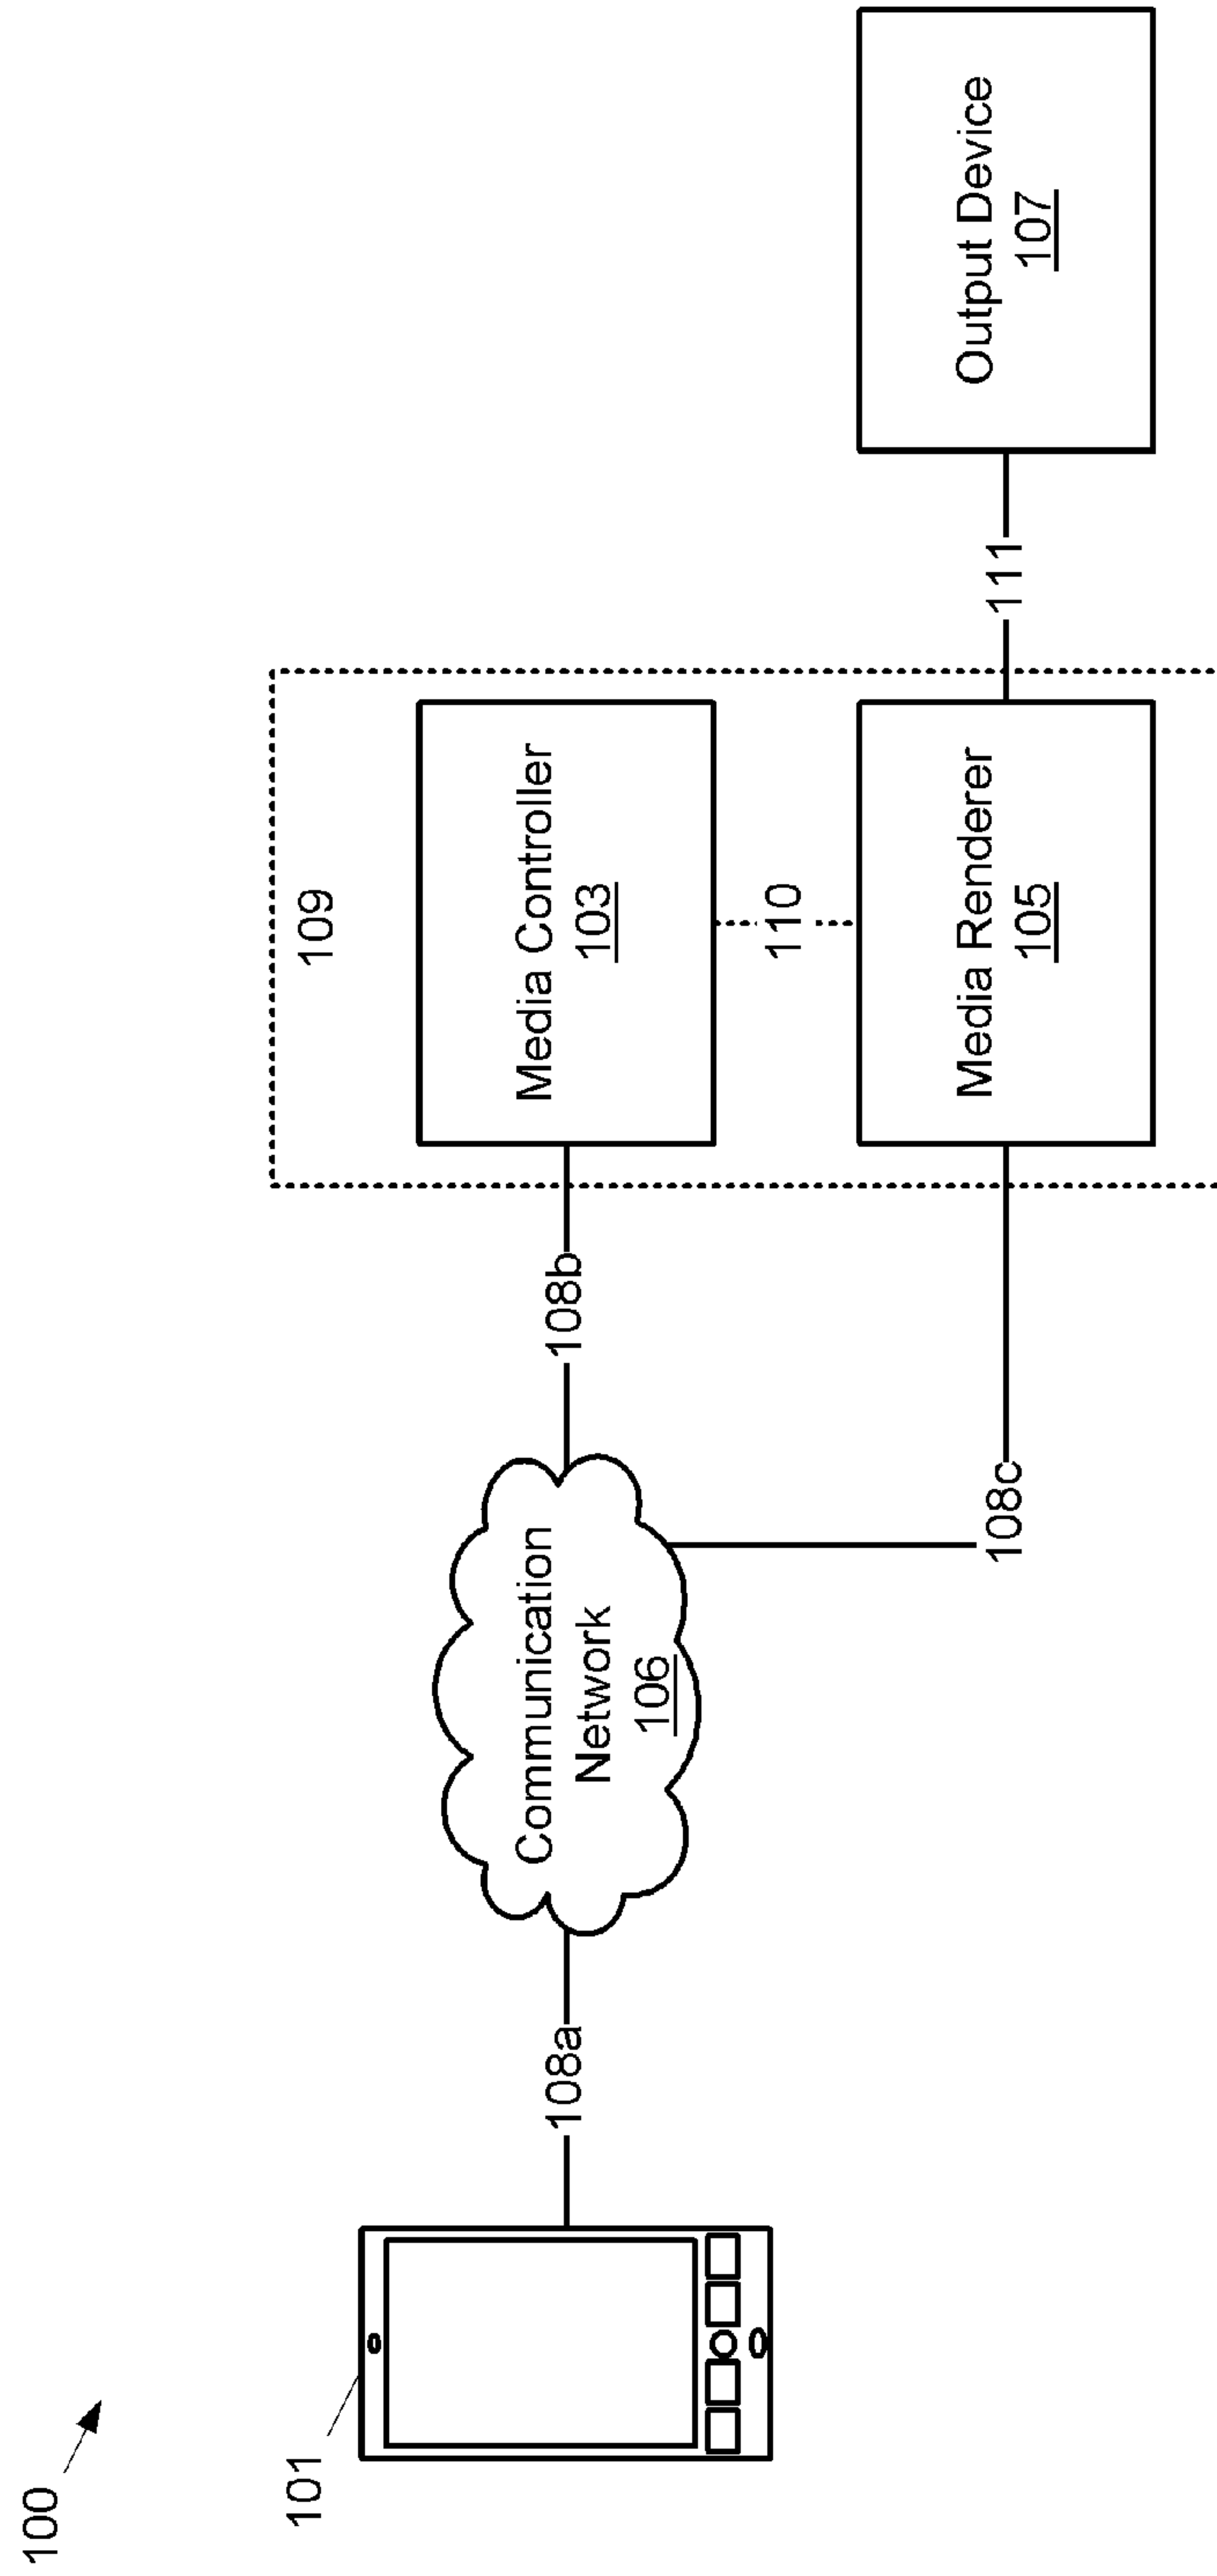 100
101
108a
Communication
Network
106
108b
108c
109
Media Controller
103
110
Media Renderer
105
111
Output Device
107